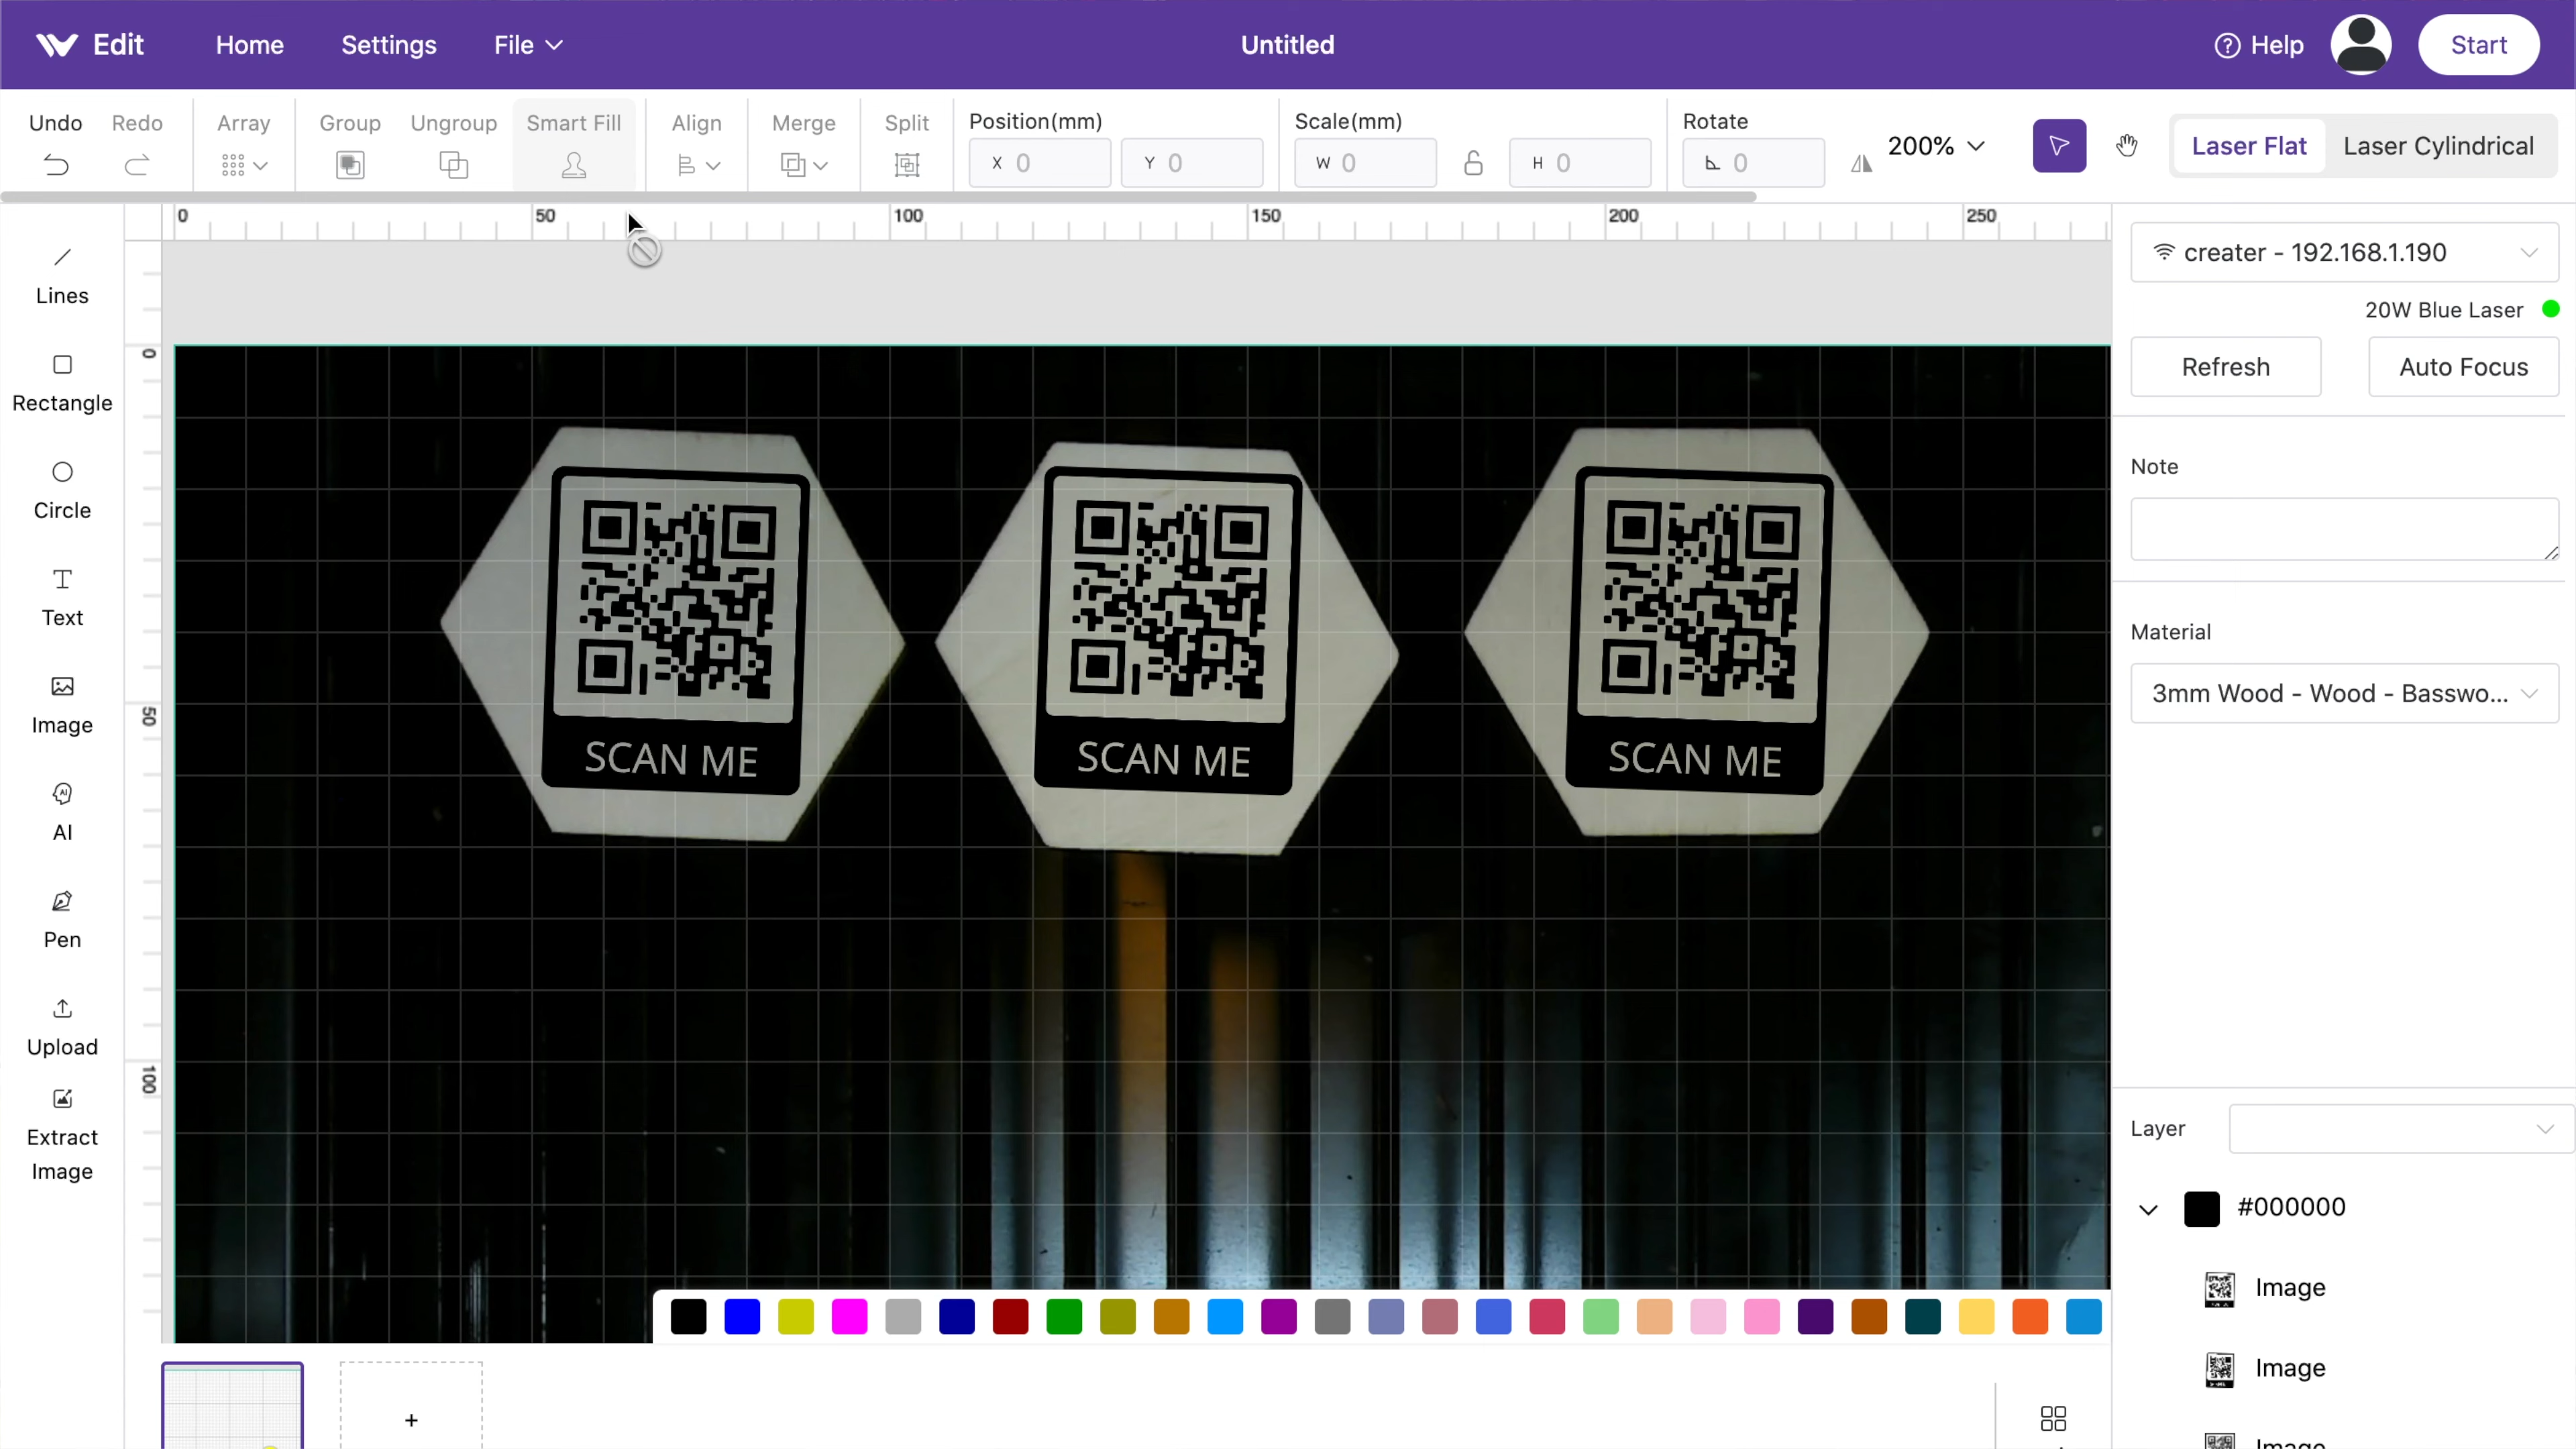 Edit Home Settings File Untitled Help Start
Undo Redo Array Group Ungroup Smart Fill Align Merge Split Position(mm) Scale(mm) Rotate 200% Laser Flat Laser Cylindrical
X 0 Y 0 W 0 H 0 0
0 50 100 150 200 250
creater - 192.168.1.190
20W Blue Laser
Refresh Auto Focus
Note
Material
3mm Wood - Wood - Basswo...
Lines
Rectangle
Circle
Text
Image
AI
Pen
Upload
Extract
Image
0
50
100
SCAN ME SCAN ME SCAN ME
Layer
#000000
Image
Image
Image
+